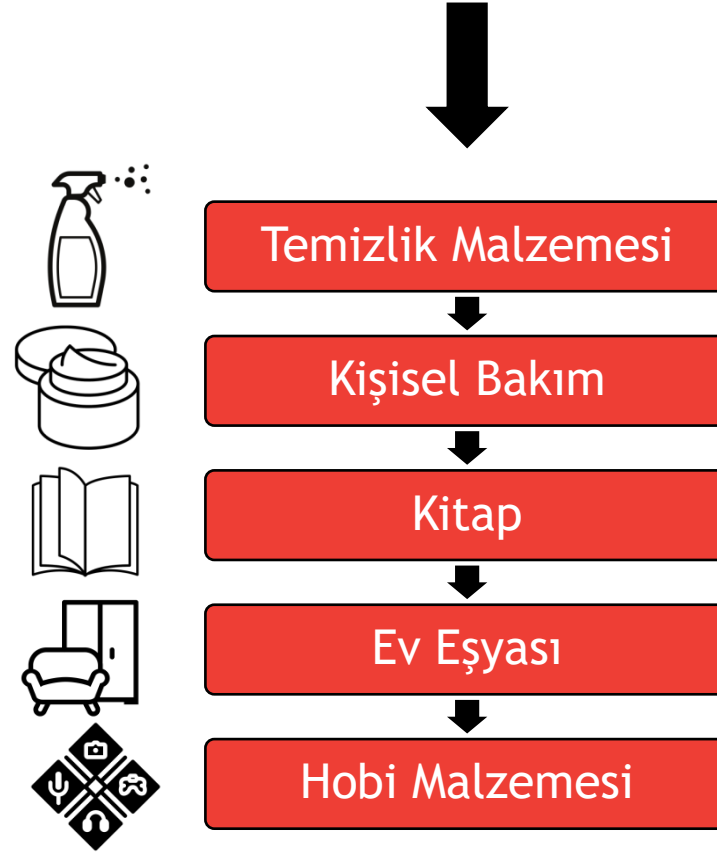 Temizlik Malzemesi
Kişisel Bakım
Kitap
Ev Eşyası
Hobi Malzemesi